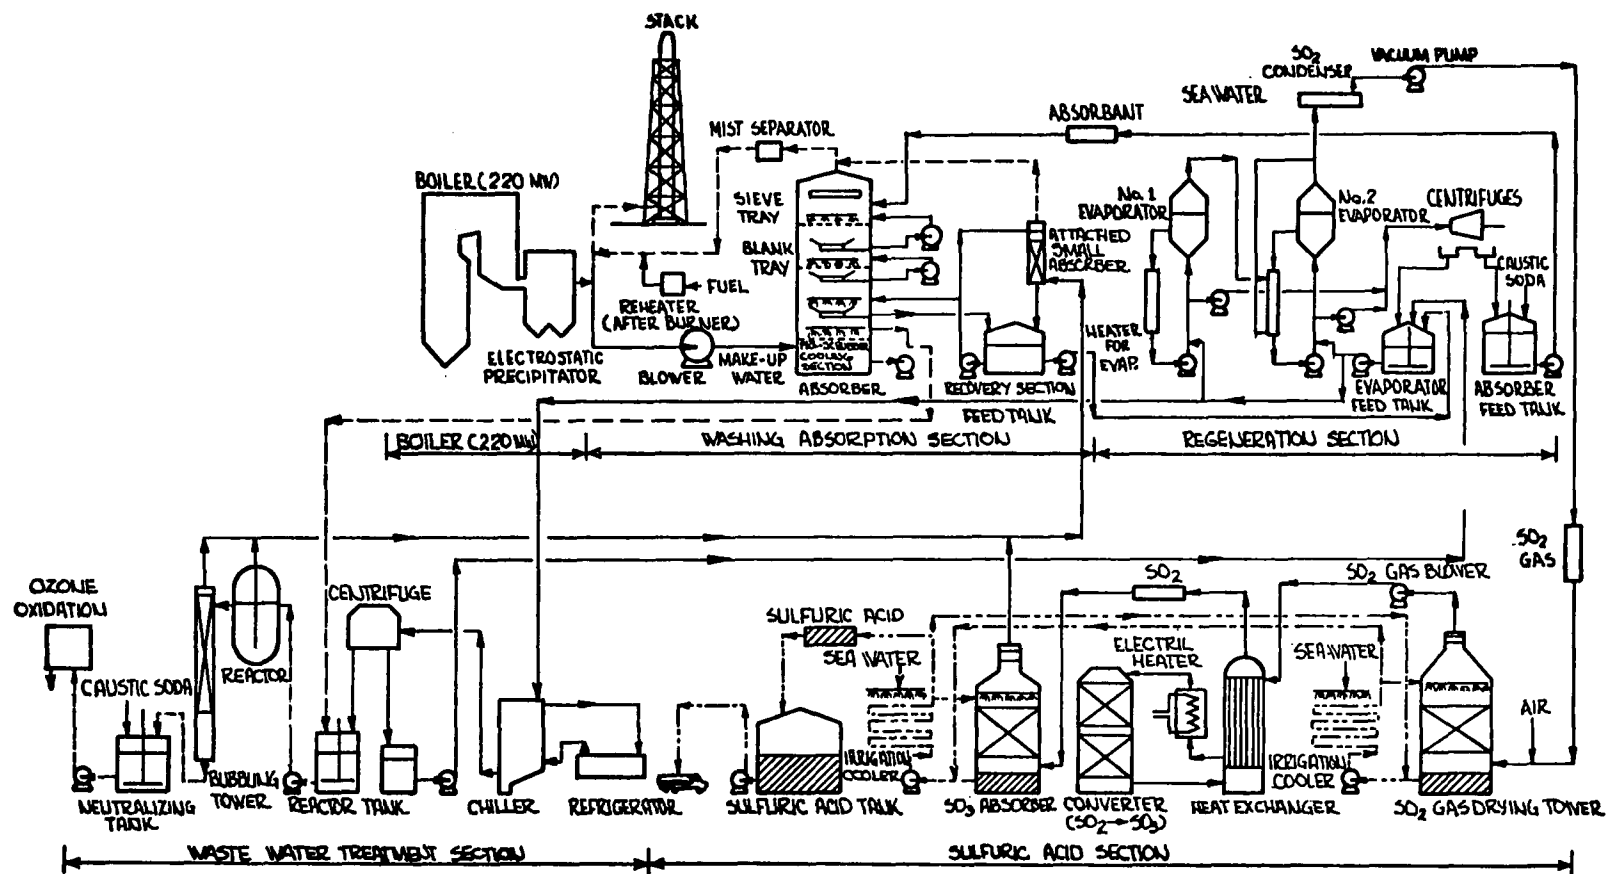 STACK
SO₂
CONDENSER
VACUUM PUMP
SEA WATER
ABSORBANT
MIST SEPARATOR
BOILER (220 MW)
SIEVE
TRAY
No.1
EVAPORATOR
No.2
EVAPORATOR
CENTRIFUGES
BLANK
TRAY
ATTACHED
SMALL
ABSORBER
CAUSTIC
SODA
FUEL
REHEATER
(AFTER BURNER)
HEATER
FOR
EVAP.
ELECTROSTATIC
PRECIPITATOR
BLOWER
MAKE-UP
WATER
COOLING
SECTION
ABSORBER
RECOVERY SECTION
FEED TANK
EVAPORATOR
FEED TANK
ABSORBER
FEED TANK
BOILER (220 MW)
WASHING ABSORPTION SECTION
REGENERATION SECTION
SO₂
GAS
OZONE
OXIDATION
CENTRIFUGE
SO₂
SO₂ GAS BLOWER
SULFURIC ACID
SEA WATER
ELECTRIL
HEATER
SEA-WATER
REACTOR
CAUSTIC SODA
AIR
IRRIGATION
COOLER
IRRIGATION
COOLER
NEUTRALIZING
TANK
BUBBLING
TOWER
REACTOR TANK
CHILLER
REFRIGERATOR
SULFURIC ACID TANK
SO₃ ABSORBER
CONVERTER
(SO₂→SO₃)
HEAT EXCHANGER
SO₂ GAS DRYING TOWER
WASTE WATER TREATMENT SECTION
SULFURIC ACID SECTION